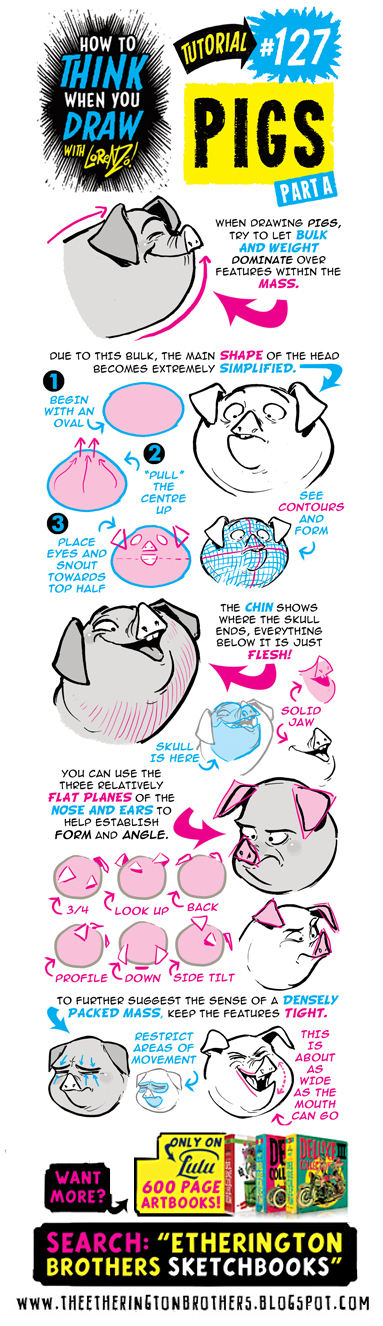 HOW TO
THINK
WHEN YOU
DRAW
WITH LORENZO!
TUTORIAL
#127
PIGS
PART A
WHEN DRAWING PIGS,
TRY TO LET BULK
AND WEIGHT
DOMINATE OVER
FEATURES WITHIN THE
MASS.
DUE TO THIS BULK, THE MAIN SHAPE OF THE HEAD
BECOMES EXTREMELY SIMPLIFIED.
1
BEGIN
WITH AN
OVAL
2
"PULL"
THE
CENTRE
UP
3
PLACE
EYES AND
SNOUT
TOWARDS
TOP HALF
SEE
CONTOURS
AND
FORM
THE CHIN SHOWS
WHERE THE SKULL
ENDS, EVERYTHING
BELOW IT IS JUST
FLESH!
SOLID
JAW
SKULL
IS HERE
YOU CAN USE THE
THREE RELATIVELY
FLAT PLANES OF THE
NOSE AND EARS TO
HELP ESTABLISH
FORM AND ANGLE.
3/4
LOOK UP
BACK
PROFILE
DOWN
SIDE TILT
TO FURTHER SUGGEST THE SENSE OF A DENSELY
PACKED MASS, KEEP THE FEATURES TIGHT.
RESTRICT
AREAS OF
MOVEMENT
THIS
IS
ABOUT
AS
WIDE
AS THE
MOUTH
CAN GO
WANT
MORE?
ONLY ON
Lulu
600 PAGE
ARTBOOKS!
SEARCH: "ETHERINGTON
BROTHERS SKETCHBOOKS"
WWW.THEETHERINGTONBROTHERS.BLOGSPOT.COM